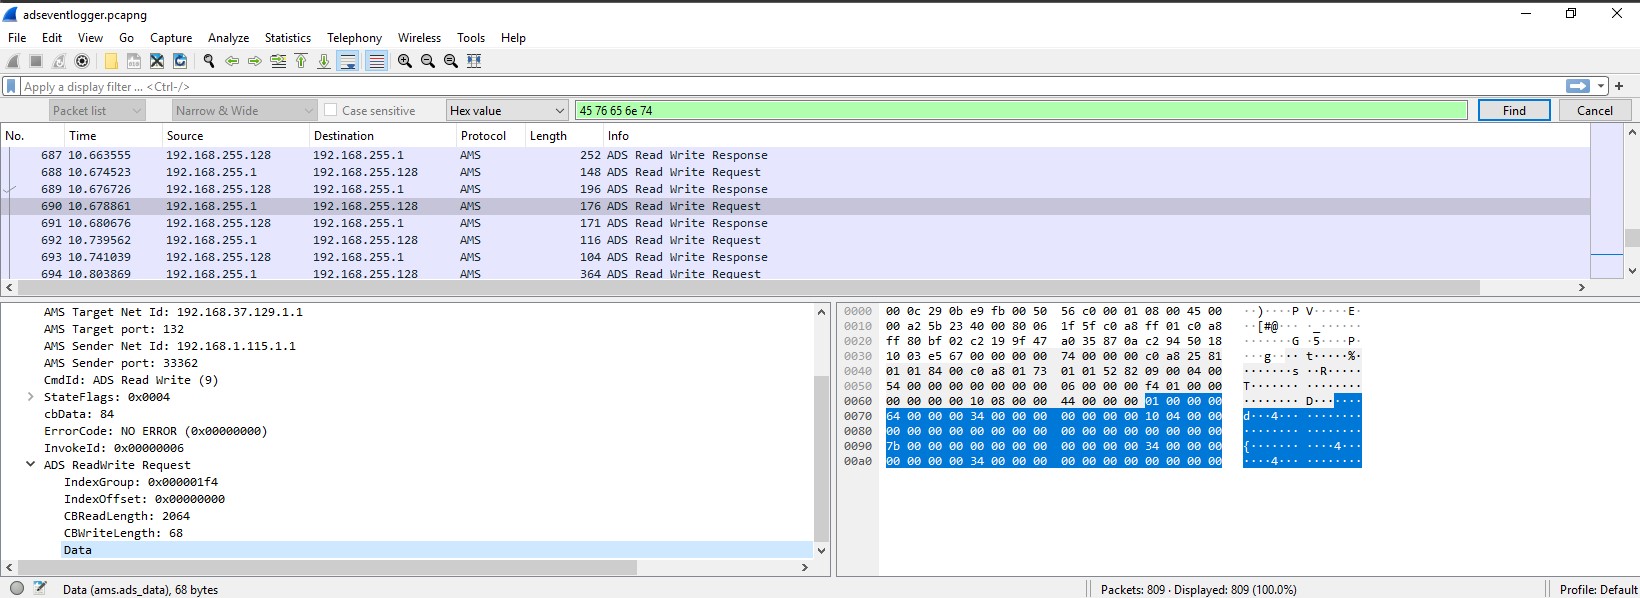 adseventlogger.pcapng
File Edit View Go Capture Analyze Statistics Telephony Wireless Tools Help
Apply a display filter ... <Ctrl-/>
Packet list Narrow & Wide Case sensitive Hex value 45 76 65 6e 74 Find Cancel
No. Time Source Destination Protocol Length Info
687 10.663555 192.168.255.128 192.168.255.1 AMS 252 ADS Read Write Response
688 10.674523 192.168.255.1 192.168.255.128 AMS 148 ADS Read Write Request
689 10.676726 192.168.255.128 192.168.255.1 AMS 196 ADS Read Write Response
690 10.678861 192.168.255.1 192.168.255.128 AMS 176 ADS Read Write Request
691 10.680676 192.168.255.128 192.168.255.1 AMS 171 ADS Read Write Response
692 10.739562 192.168.255.1 192.168.255.128 AMS 116 ADS Read Write Request
693 10.741039 192.168.255.128 192.168.255.1 AMS 104 ADS Read Write Response
694 10.803869 192.168.255.1 192.168.255.128 AMS 364 ADS Read Write Request
AMS Target Net Id: 192.168.37.129.1.1
AMS Target port: 132
AMS Sender Net Id: 192.168.1.115.1.1
AMS Sender port: 33362
CmdId: ADS Read Write (9)
StateFlags: 0x0004
cbData: 84
ErrorCode: NO ERROR (0x00000000)
InvokeId: 0x00000006
ADS ReadWrite Request
IndexGroup: 0x000001f4
IndexOffset: 0x00000000
CBReadLength: 2064
CBWriteLength: 68
Data
0000 00 0c 29 0b e9 fb 00 50 56 c0 00 01 08 00 45 00 ··)····P V·····E·
0010 00 a2 5b 23 40 00 80 06 1f 5f c0 a8 ff 01 c0 a8 ··[#@··· ·_······
0020 ff 80 bf 02 c2 19 9f 47 a0 35 87 0a c2 94 50 18 ·······G ·5····P·
0030 10 03 e5 67 00 00 00 00 74 00 00 00 c0 a8 25 81 ···g···· t·····%·
0040 01 01 84 00 c0 a8 01 73 01 01 52 82 09 00 04 00 ·······s ··R·····
0050 54 00 00 00 00 00 00 00 06 00 00 00 f4 01 00 00 T······· ········
0060 00 00 00 00 10 08 00 00 44 00 00 00 01 00 00 00 ········ D·······
0070 64 00 00 00 34 00 00 00 00 00 00 00 10 04 00 00 d···4··· ········
0080 00 00 00 00 00 00 00 00 00 00 00 00 00 00 00 00 ········ ········
0090 7b 00 00 00 00 00 00 00 00 00 00 00 34 00 00 00 {······· ····4···
00a0 00 00 00 00 34 00 00 00 00 00 00 00 00 00 00 00 ····4··· ········
Data (ams.ads_data), 68 bytes Packets: 809 · Displayed: 809 (100.0%) Profile: Default